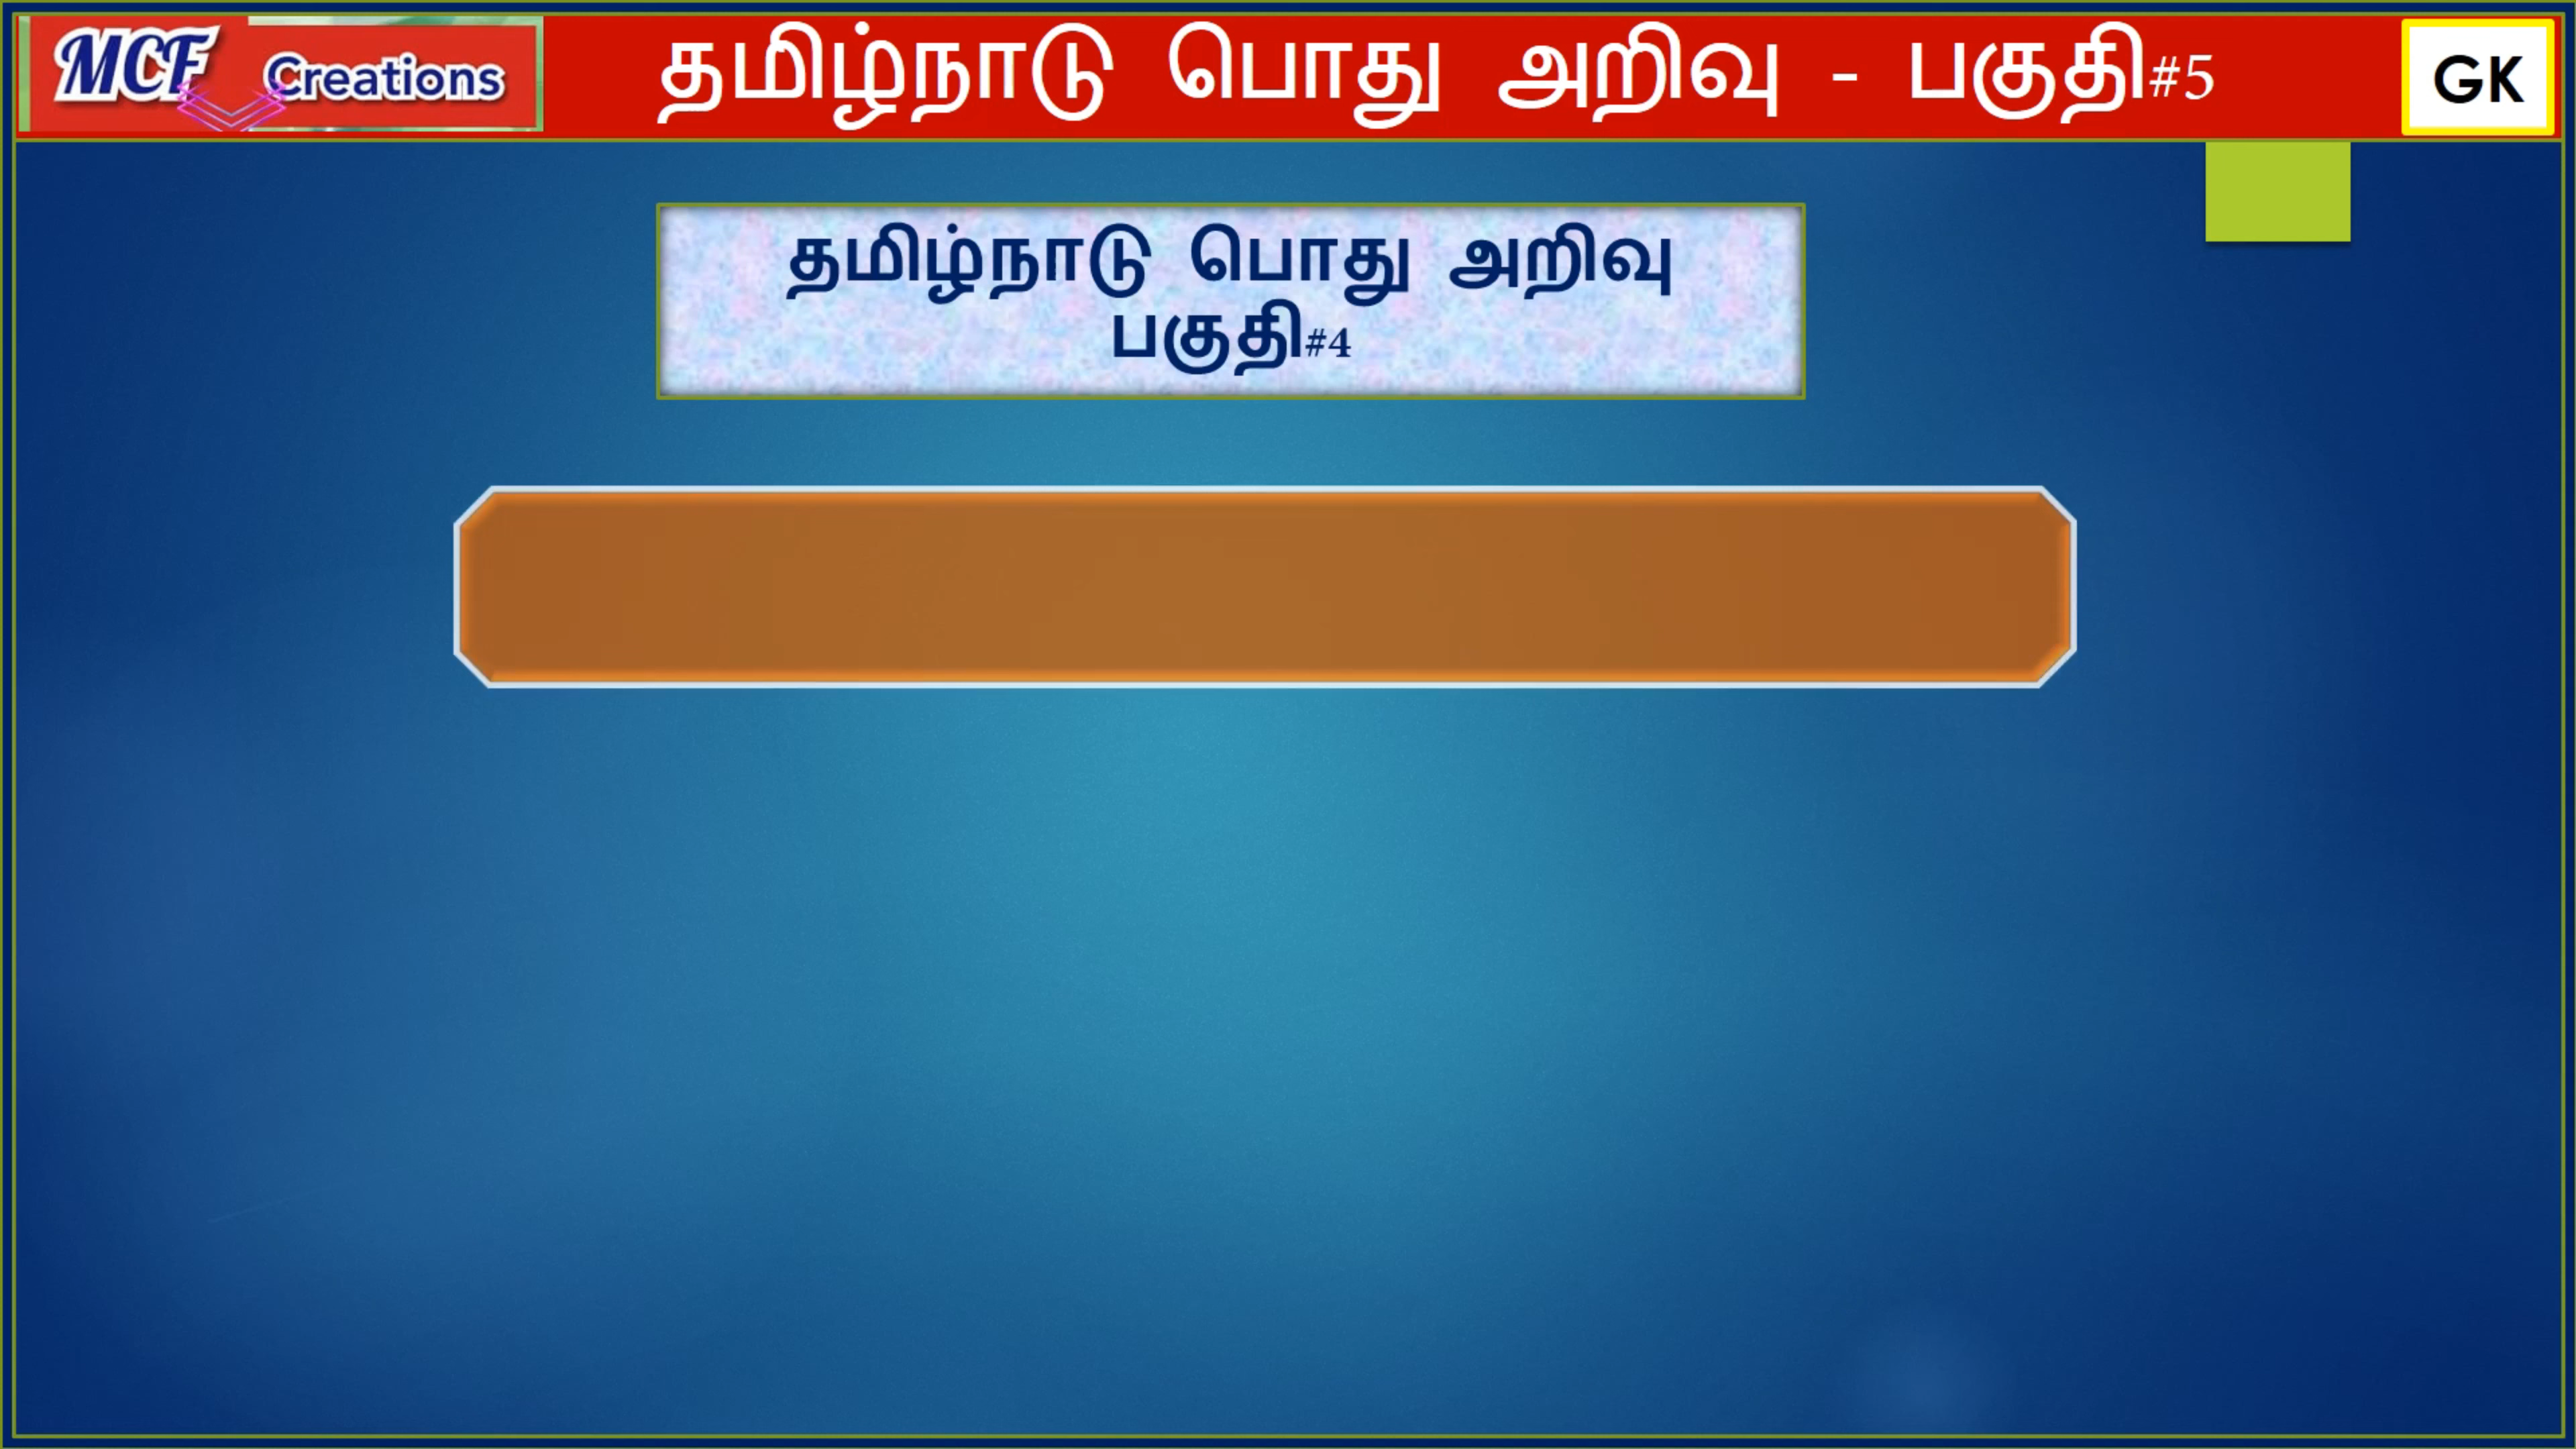 MCF Creations
தமிழ்நாடு பொது அறிவு - பகுதி#5
GK
தமிழ்நாடு பொது அறிவு
பகுதி#4